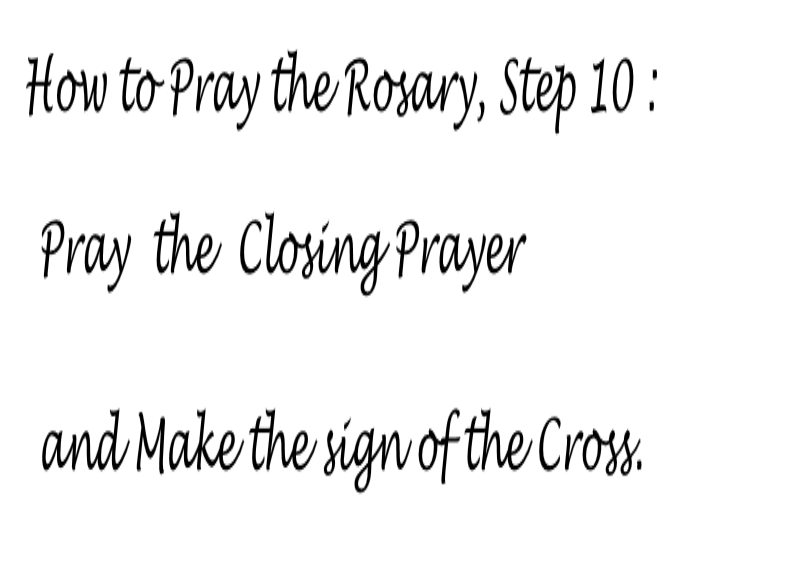 How to Pray the Rosary, Step 10 :
Pray the Closing Prayer
and Make the sign of the Cross.